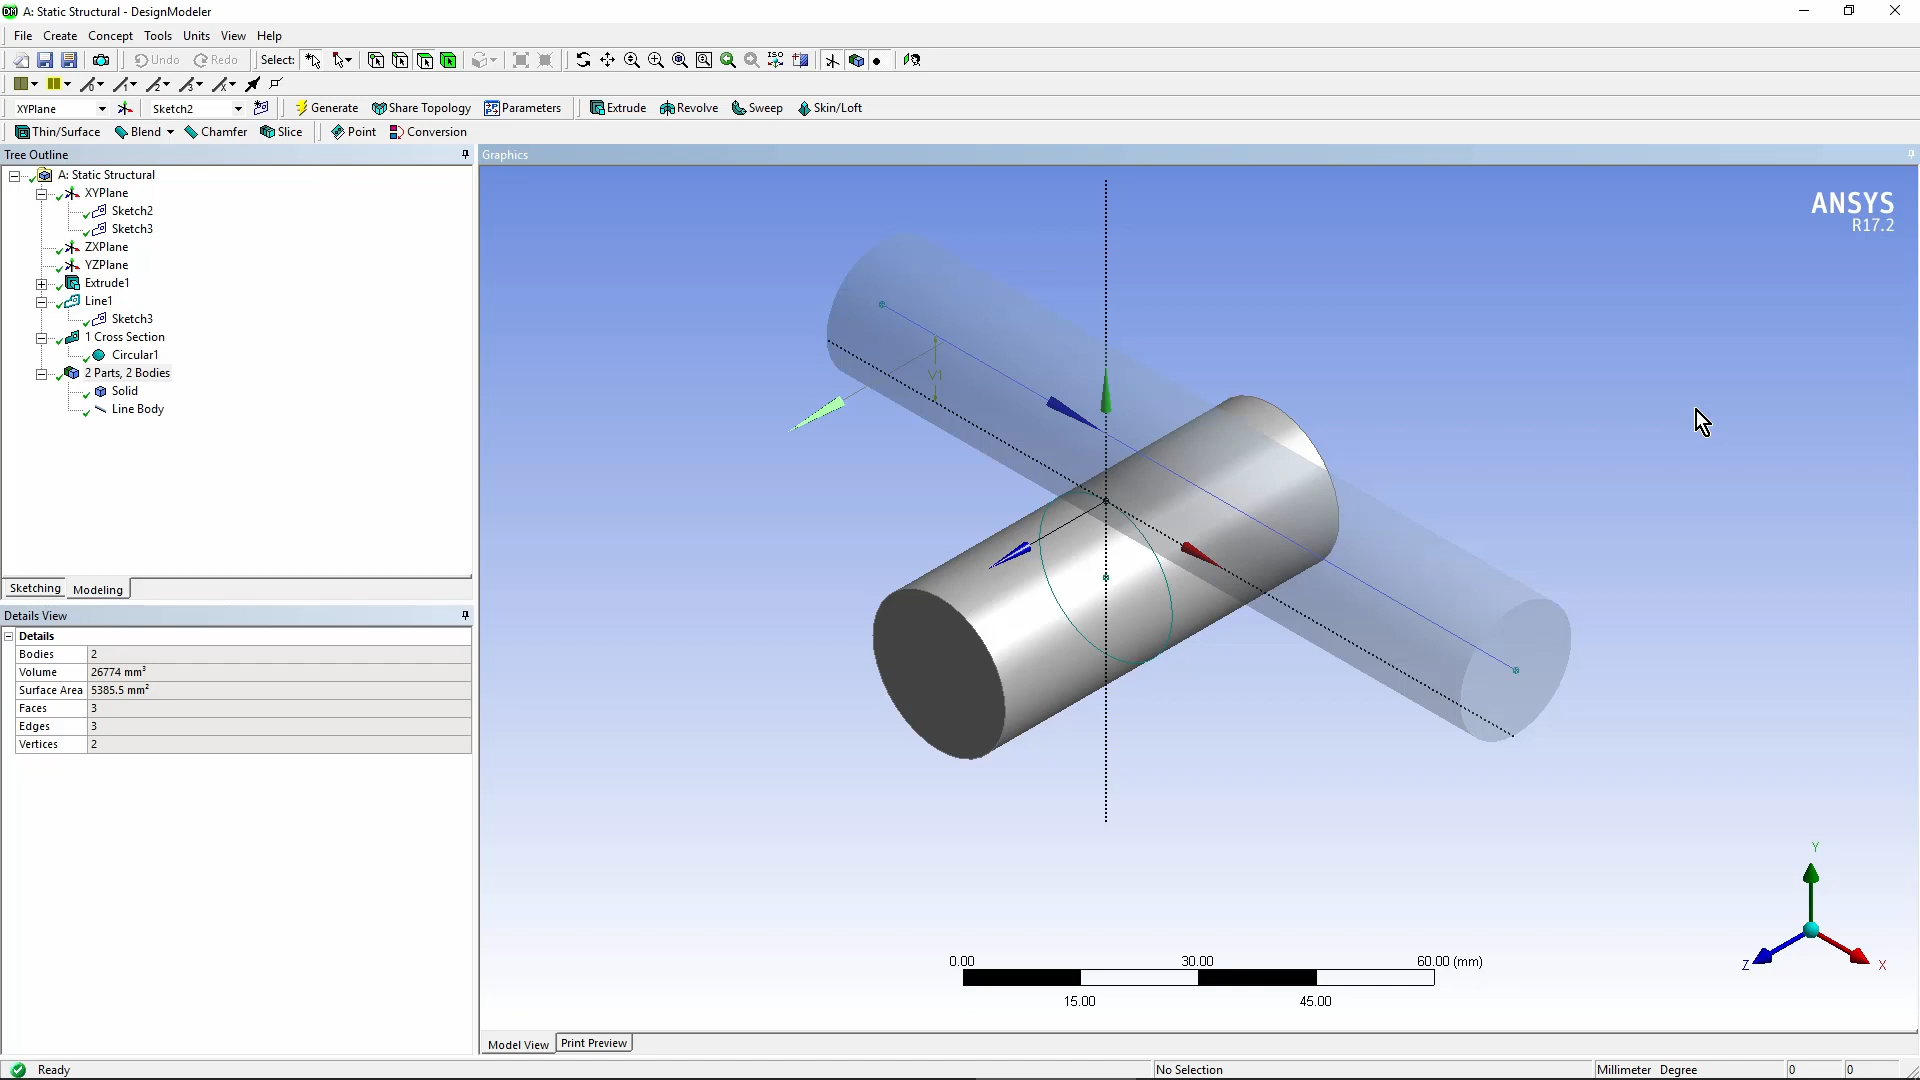 A: Static Structural - DesignModeler
File Create Concept Tools Units View Help
Undo Redo Select: ISO
XYPlane Sketch2 Generate Share Topology Parameters Extrude Revolve Sweep Skin/Loft
Thin/Surface Blend Chamfer Slice Point Conversion
Tree Outline
A: Static Structural
XYPlane
Sketch2
Sketch3
ZXPlane
YZPlane
Extrude1
Line1
Sketch3
1 Cross Section
Circular1
2 Parts, 2 Bodies
Solid
Line Body
Sketching Modeling
Details View
Details
Bodies 2
Volume 26774 mm³
Surface Area 5385.5 mm²
Faces 3
Edges 3
Vertices 2
Graphics
ANSYS
R17.2
V1
Y
Z
X
0.00 30.00 60.00 (mm)
15.00 45.00
Model View Print Preview
Ready No Selection Millimeter Degree 0 0